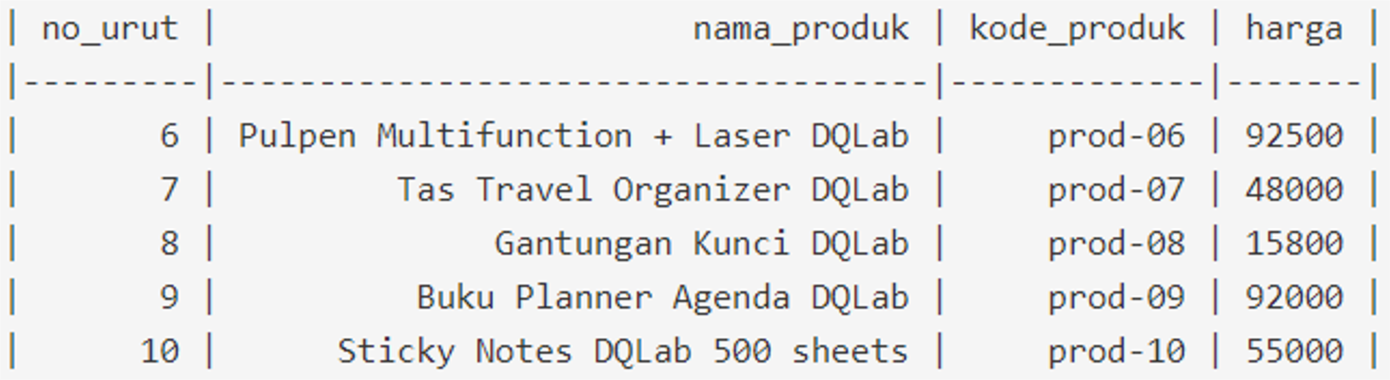 | no_urut | nama_produk | kode_produk | harga |
|---------|------------------------------------|-------------|-------|
| 6 | Pulpen Multifunction + Laser DQLab | prod-06 | 92500 |
| 7 | Tas Travel Organizer DQLab | prod-07 | 48000 |
| 8 | Gantungan Kunci DQLab | prod-08 | 15800 |
| 9 | Buku Planner Agenda DQLab | prod-09 | 92000 |
| 10 | Sticky Notes DQLab 500 sheets | prod-10 | 55000 |